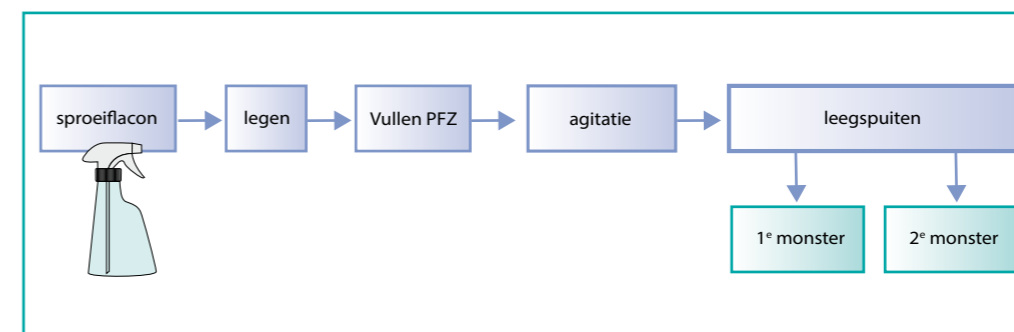 sproeiflacon
legen
Vullen PFZ
agitatie
leegspuiten
1e monster
2e monster